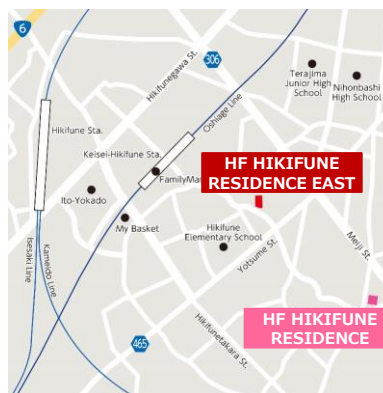 6
306
Hikifunegawa St.
Oshiage Line
Terajima
Junior High
School
Nihonbashi
High School
Hikifune Sta.
Keisei-Hikifune Sta.
FamilyMar
HF HIKIFUNE
RESIDENCE EAST
Ito-Yokado
My Basket
Hikifune
Elementary School
Yotsume St.
Meiji St.
Isesaki Line
Kameido Line
HF HIKIFUNE
RESIDENCE
465
Hikifunetakara St.